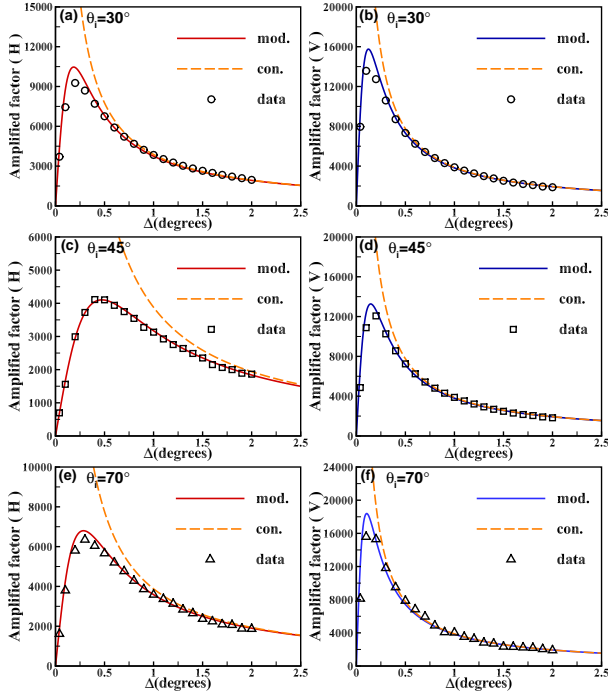 (a) θi=30°
Amplified factor ( H )
15000
12000
9000
6000
3000
0
mod.
con.
data
0 0.5 1 1.5 2 2.5
Δ(degrees)
(b) θi=30°
Amplified factor ( V )
20000
16000
12000
8000
4000
0
mod.
con.
data
0 0.5 1 1.5 2 2.5
Δ(degrees)
(c) θi=45°
Amplified factor ( H )
6000
5000
4000
3000
2000
1000
0
mod.
con.
data
0 0.5 1 1.5 2 2.5
Δ(degrees)
(d) θi=45°
Amplified factor ( V )
20000
16000
12000
8000
4000
0
mod.
con.
data
0 0.5 1 1.5 2 2.5
Δ(degrees)
(e) θi=70°
Amplified factor ( H )
10000
8000
6000
4000
2000
0
mod.
con.
data
0 0.5 1 1.5 2 2.5
Δ(degrees)
(f) θi=70°
Amplified factor ( V )
24000
20000
16000
12000
8000
4000
0
mod.
con.
data
0 0.5 1 1.5 2 2.5
Δ(degrees)